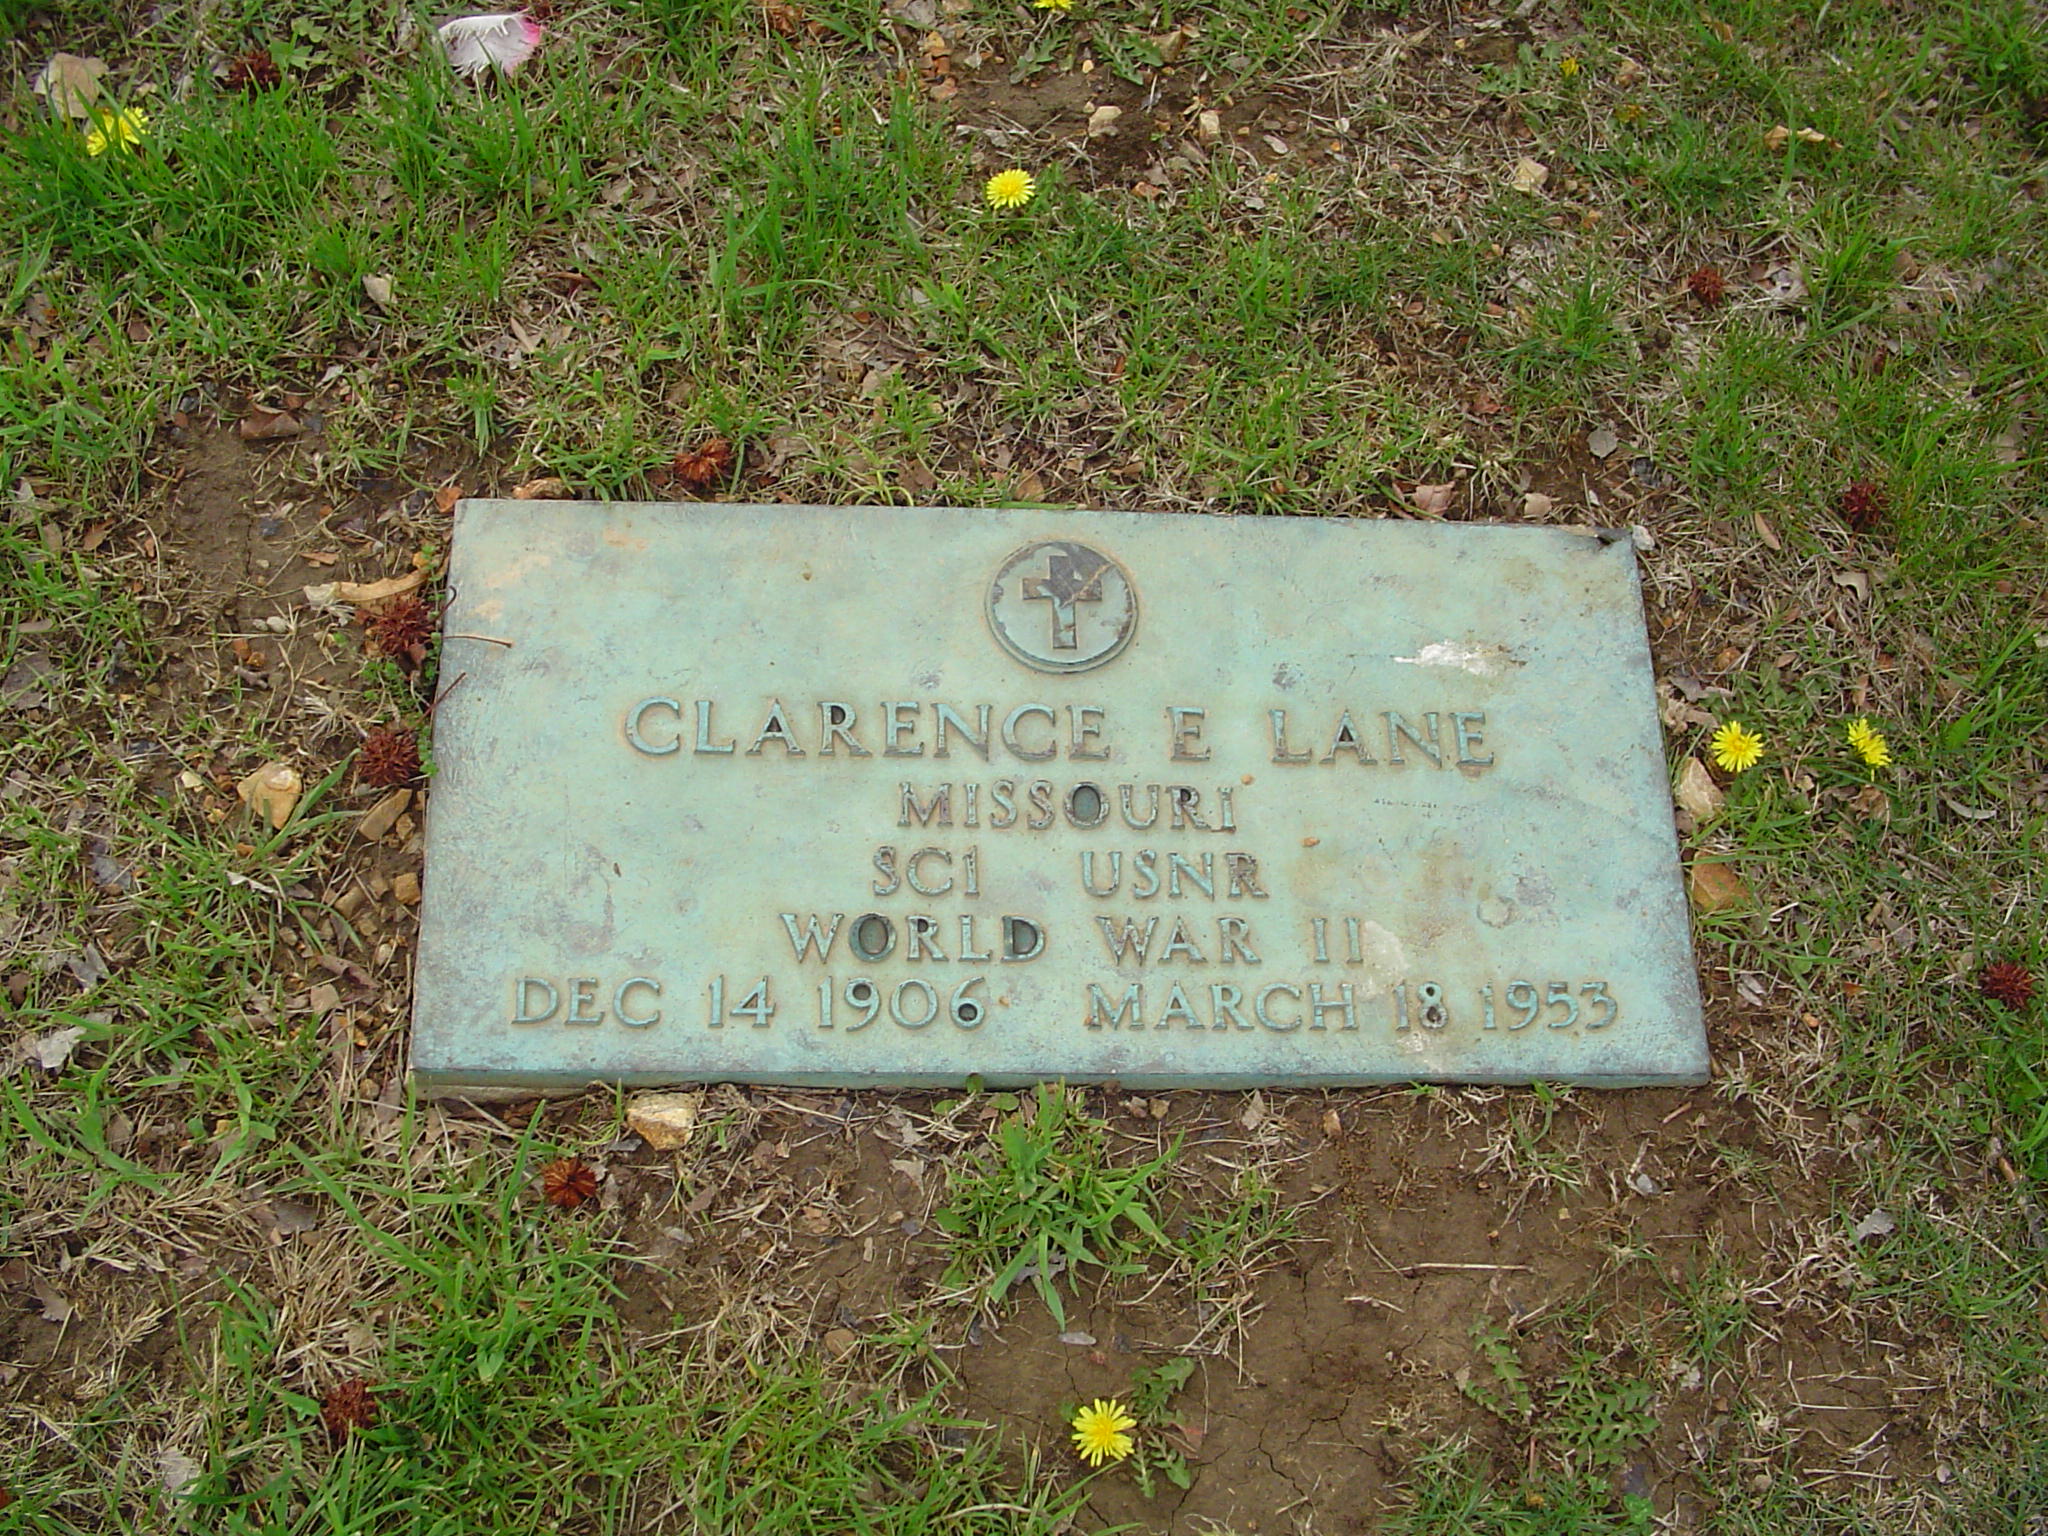 CLARENCE E LANE
MISSOURI
SC1 USNR
WORLD WAR II
DEC 14 1906 MARCH 18 1953